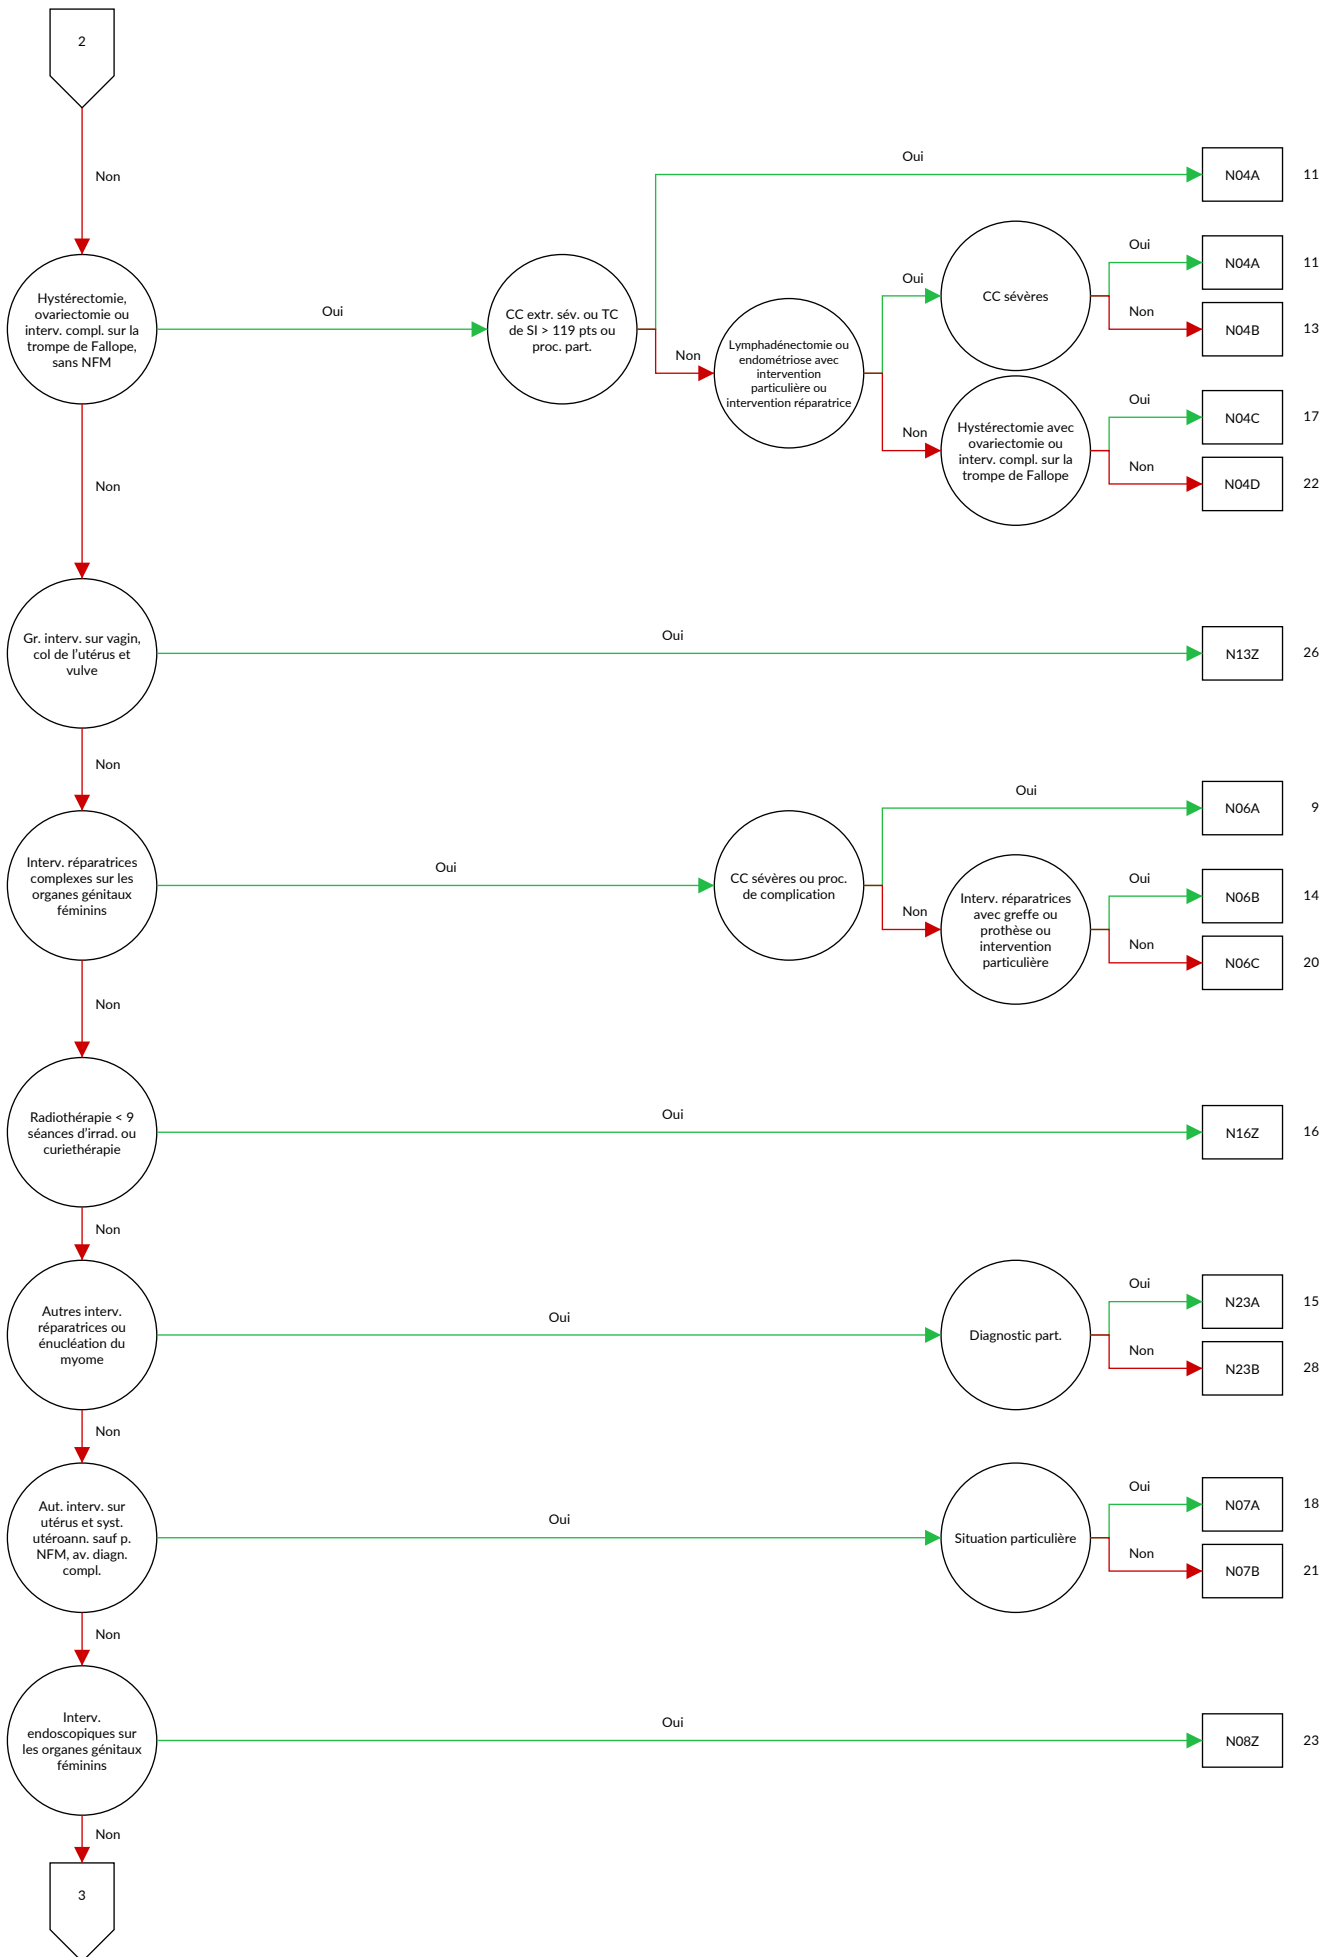 2
Non
Oui
N04A
11
Hystérectomie,
ovariectomie ou
interv. compl. sur la
trompe de Fallope,
sans NFM
Oui
CC extr. sév. ou TC
de SI > 119 pts ou
proc. part.
Non
Lymphadénectomie ou
endométriose avec
intervention
particulière ou
intervention réparatrice
Oui
CC sévères
Oui
N04A
11
Non
N04B
13
Non
Hystérectomie avec
ovariectomie ou
interv. compl. sur la
trompe de Fallope
Oui
N04C
17
Non
N04D
22
Non
Gr. interv. sur vagin,
col de l'utérus et
vulve
Oui
N13Z
26
Non
Interv. réparatrices
complexes sur les
organes génitaux
féminins
Oui
CC sévères ou proc.
de complication
Oui
N06A
9
Non
Interv. réparatrices
avec greffe ou
prothèse ou
intervention
particulière
Oui
N06B
14
Non
N06C
20
Non
Radiothérapie < 9
séances d'irrad. ou
curiethérapie
Oui
N16Z
16
Non
Autres interv.
réparatrices ou
énucléation du
myome
Oui
Diagnostic part.
Oui
N23A
15
Non
N23B
28
Non
Aut. interv. sur
utérus et syst.
utéroann. sauf p.
NFM, av. diagn.
compl.
Oui
Situation particulière
Oui
N07A
18
Non
N07B
21
Non
Interv.
endoscopiques sur
les organes génitaux
féminins
Oui
N08Z
23
Non
3